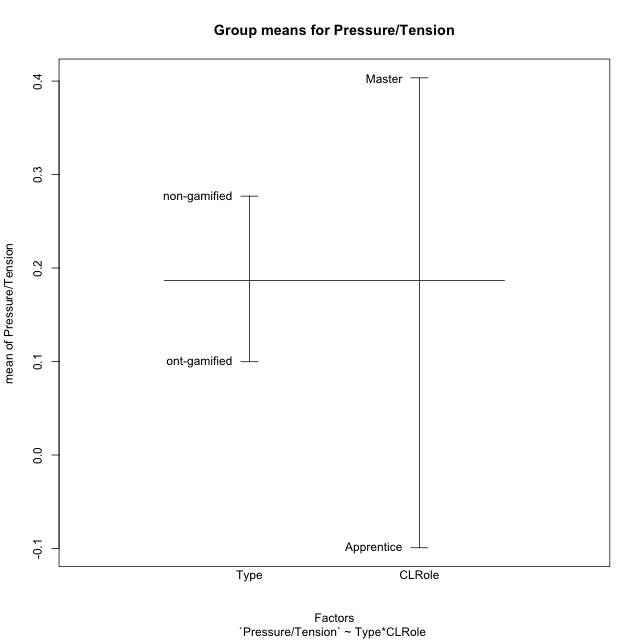 Group means for Pressure/Tension
mean of Pressure/Tension
0.4
0.3
0.2
0.1
0.0
-0.1
Master
non-gamified
ont-gamified
Apprentice
Type
CLRole
Factors
`Pressure/Tension` ~ Type*CLRole